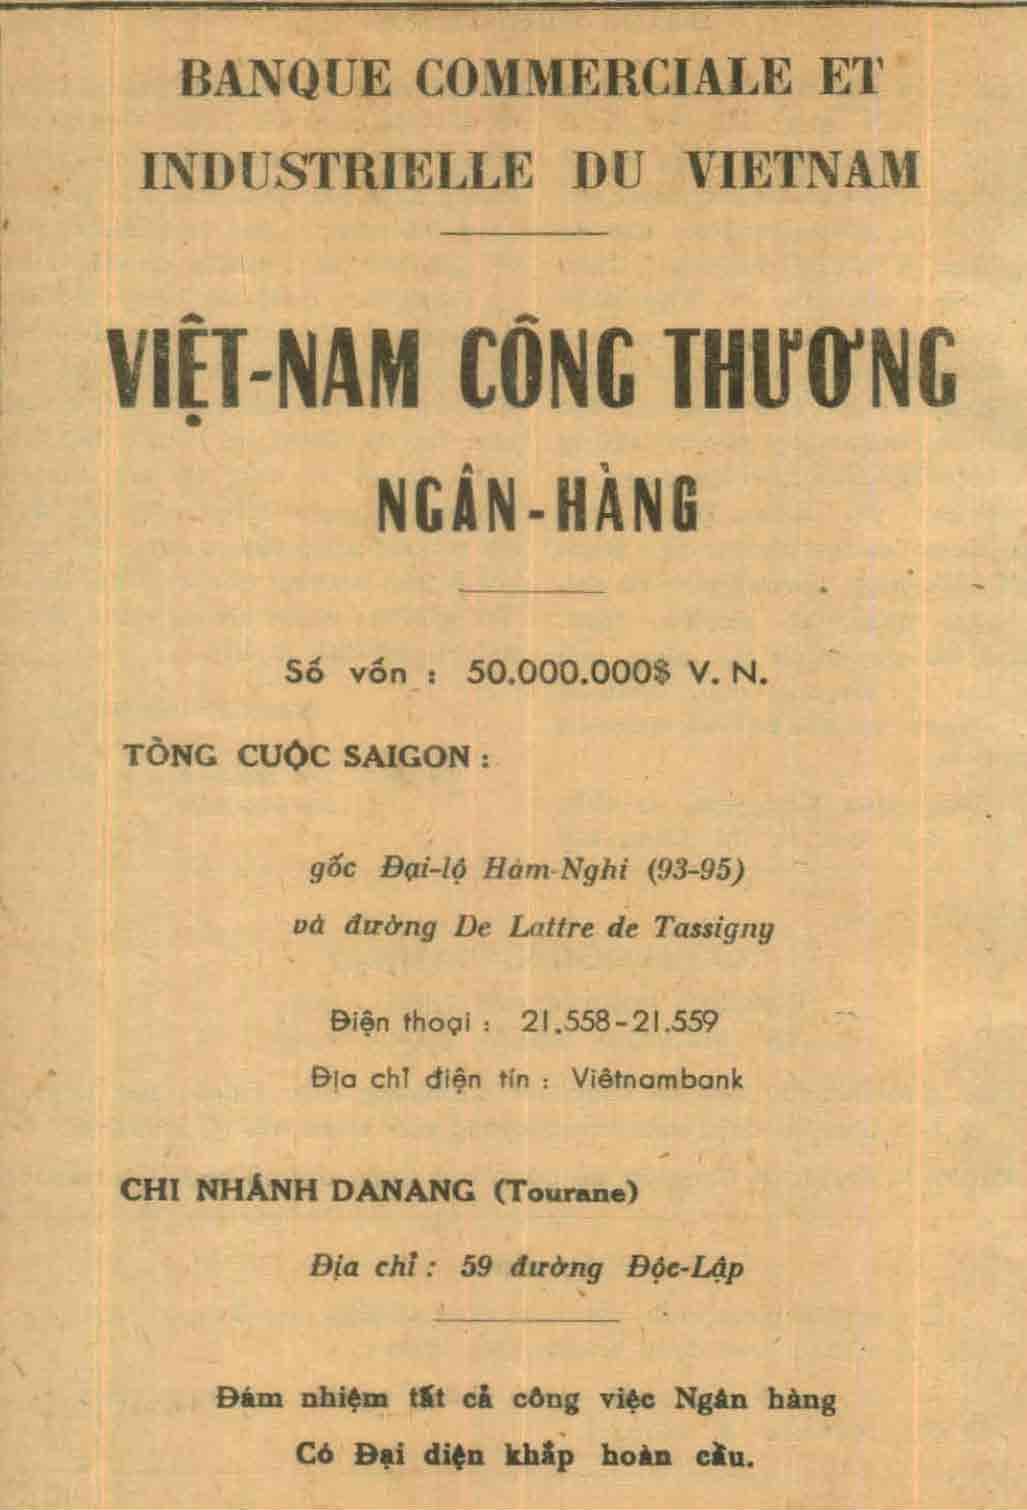 BANQUE COMMERCIALE ET
INDUSTRIELLE DU VIETNAM
VIỆT-NAM CÔNG THƯƠNG
NGÂN-HÀNG
Số vốn : 50.000.000$ V. N.
TỔNG CUỘC SAIGON :
gốc Đại-lộ Hàm-Nghi (93-95)
và đường De Lattre de Tassigny
Điện thoại : 21.558-21.559
Địa chỉ điện tín : Viêtnambank
CHI NHÁNH DANANG (Tourane)
Địa chỉ : 59 đường Độc-Lập
Đám nhiệm tất cả công việc Ngân hàng
Có Đại diện khắp hoàn cầu.